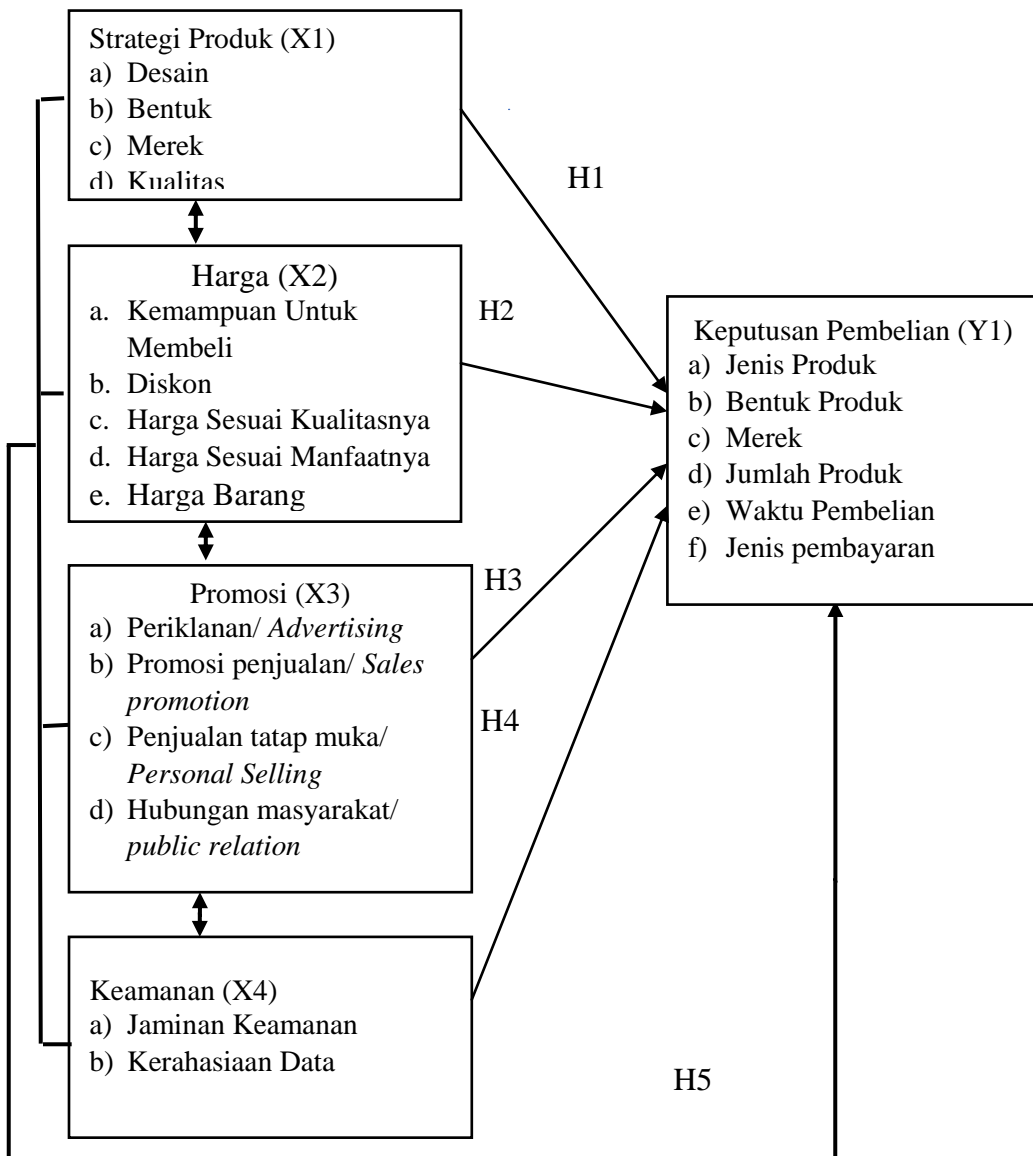 Strategi Produk (X1)
a) Desain
b) Bentuk
c) Merek
d) Kualitas
H1
Harga (X2)
a. Kemampuan Untuk
Membeli
b. Diskon
c. Harga Sesuai Kualitasnya
d. Harga Sesuai Manfaatnya
e. Harga Barang
H2
Keputusan Pembelian (Y1)
a) Jenis Produk
b) Bentuk Produk
c) Merek
d) Jumlah Produk
e) Waktu Pembelian
f) Jenis pembayaran
Promosi (X3)
a) Periklanan/ Advertising
b) Promosi penjualan/ Sales
promotion
c) Penjualan tatap muka/
Personal Selling
d) Hubungan masyarakat/
public relation
H3
H4
Keamanan (X4)
a) Jaminan Keamanan
b) Kerahasiaan Data
H5